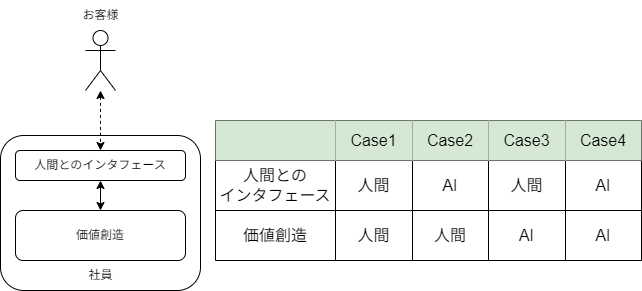 お客様
人間とのインタフェース
価値創造
社員
Case1 Case2 Case3 Case4
人間との
インタフェース
人間 AI 人間 AI
価値創造 人間 人間 AI AI